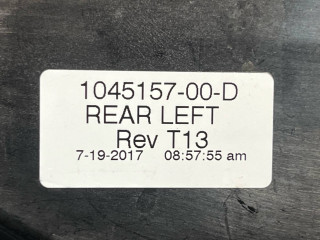 1045157-00-D
REAR LEFT
Rev T13
7-19-2017 08:57:55 am